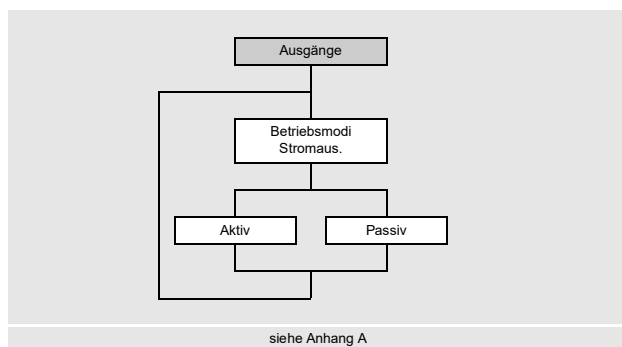 Ausgänge
Betriebsmodi
Stromaus.
Aktiv
Passiv
siehe Anhang A